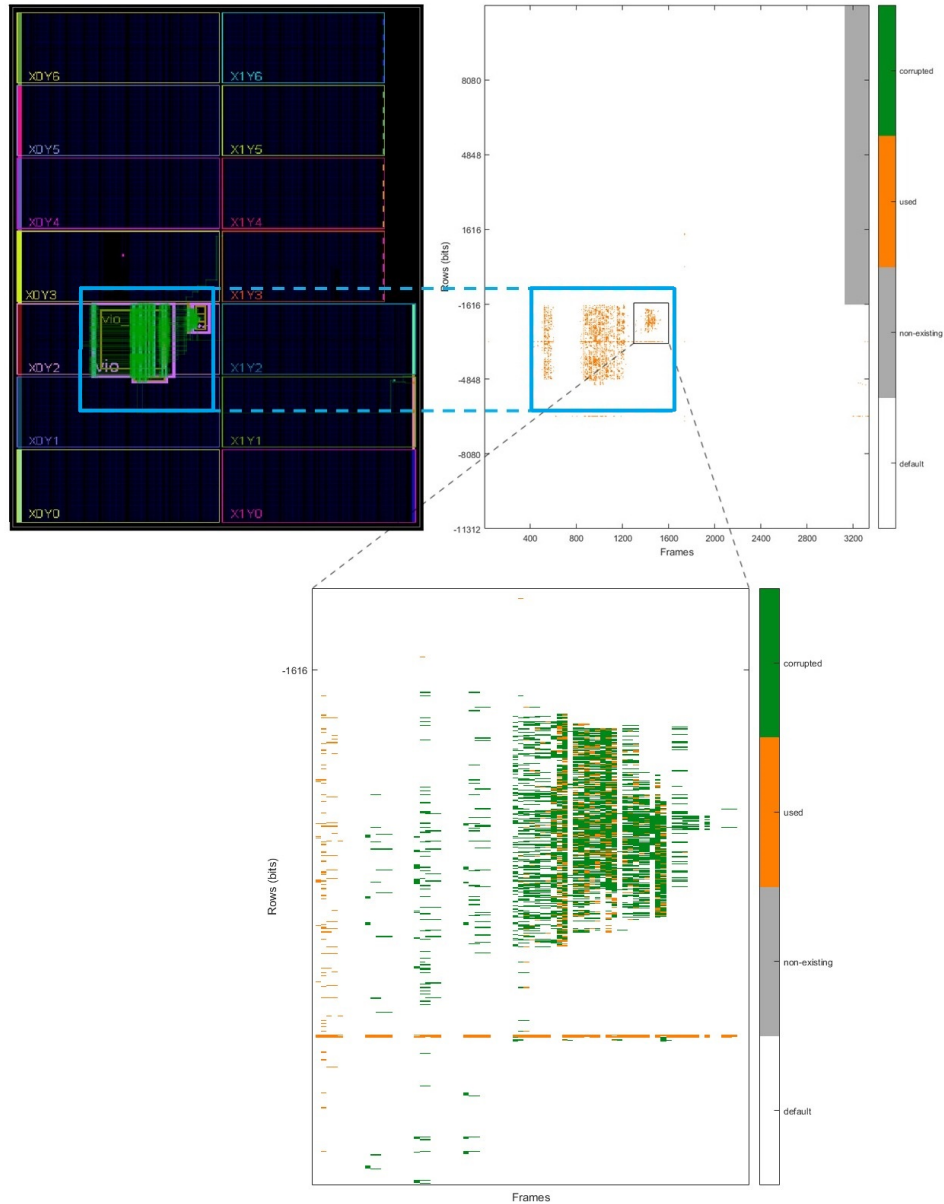 X0Y6
X1Y6
X0Y5
X1Y5
X0Y4
X1Y4
X0Y3
X1Y3
vio_
vio
X0Y2
X1Y2
X0Y1
X1Y1
X0Y0
X1Y0
Rows (bits)
8080
4848
1616
-1616
-4848
-8080
-11312
400
800
1200
1600
2000
2400
2800
3200
Frames
corrupted
used
non-existing
default
Rows (bits)
-1616
Frames
corrupted
used
non-existing
default